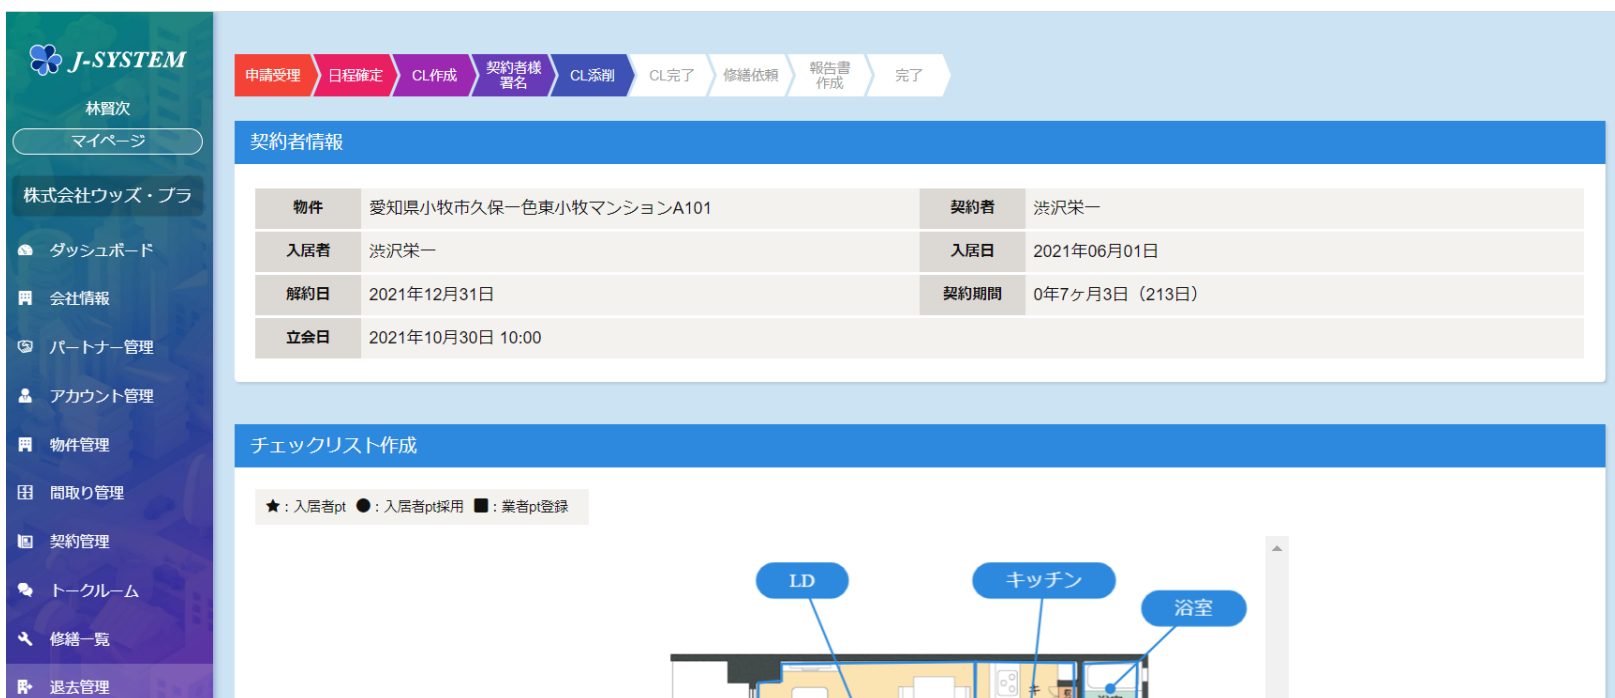 J-SYSTEM
林賢次
マイページ
株式会社ウッズ・ブラ
ダッシュボード
会社情報
パートナー管理
アカウント管理
物件管理
間取り管理
契約管理
トークルーム
修繕一覧
退去管理
申請受理 日程確定 CL作成 契約者様署名 CL添削 CL完了 修繕依頼 報告書作成 完了
契約者情報
物件 愛知県小牧市久保一色東小牧マンションA101 契約者 渋沢栄一
入居者 渋沢栄一 入居日 2021年06月01日
解約日 2021年12月31日 契約期間 0年7ヶ月3日（213日）
立会日 2021年10月30日 10:00
チェックリスト作成
★：入居者pt ●：入居者pt採用 ■：業者pt登録
LD キッチン
浴室
キ